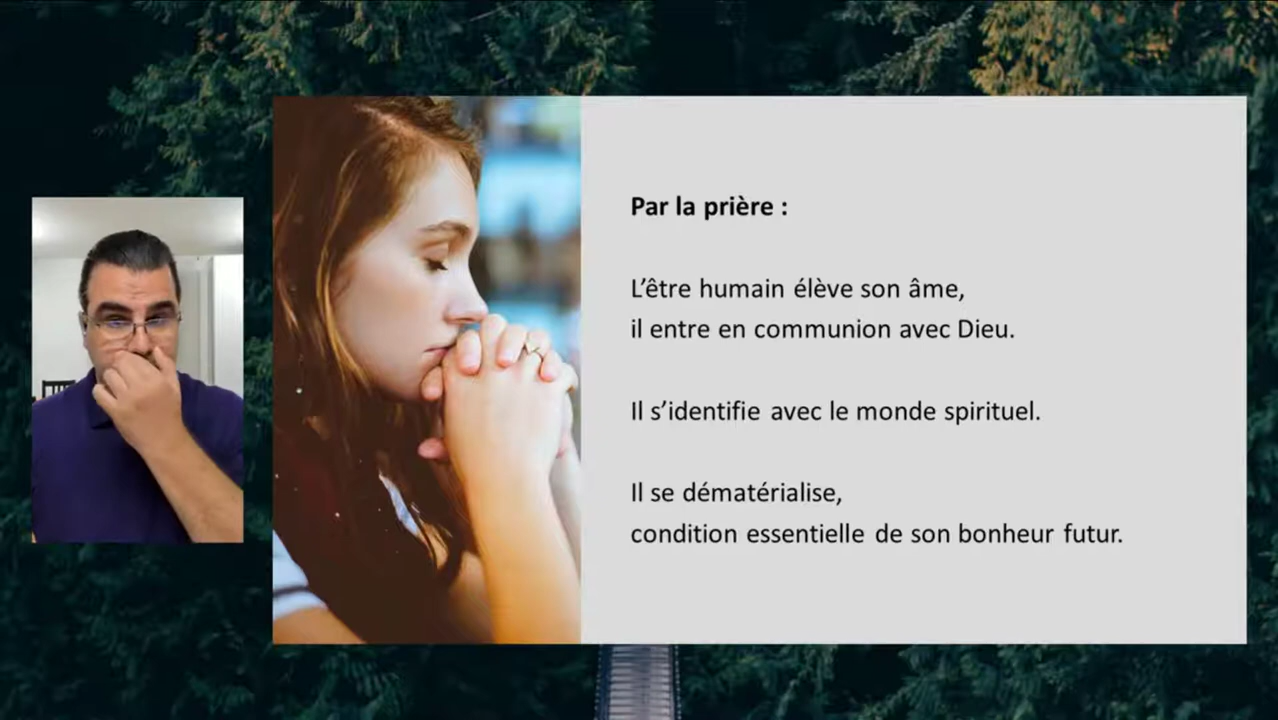 Par la prière :
L’être humain élève son âme,
il entre en communion avec Dieu.
Il s’identifie avec le monde spirituel.
Il se dématérialise,
condition essentielle de son bonheur futur.